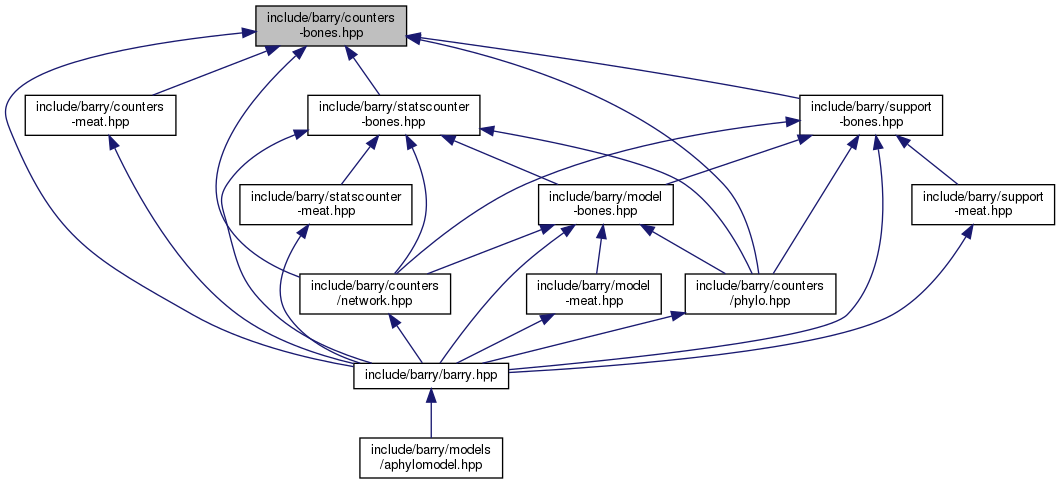 include/barry/counters
-bones.hpp
include/barry/counters
-meat.hpp
include/barry/statscounter
-bones.hpp
include/barry/support
-bones.hpp
include/barry/statscounter
-meat.hpp
include/barry/model
-bones.hpp
include/barry/support
-meat.hpp
include/barry/counters
/network.hpp
include/barry/model
-meat.hpp
include/barry/counters
/phylo.hpp
include/barry/barry.hpp
include/barry/models
/aphylomodel.hpp